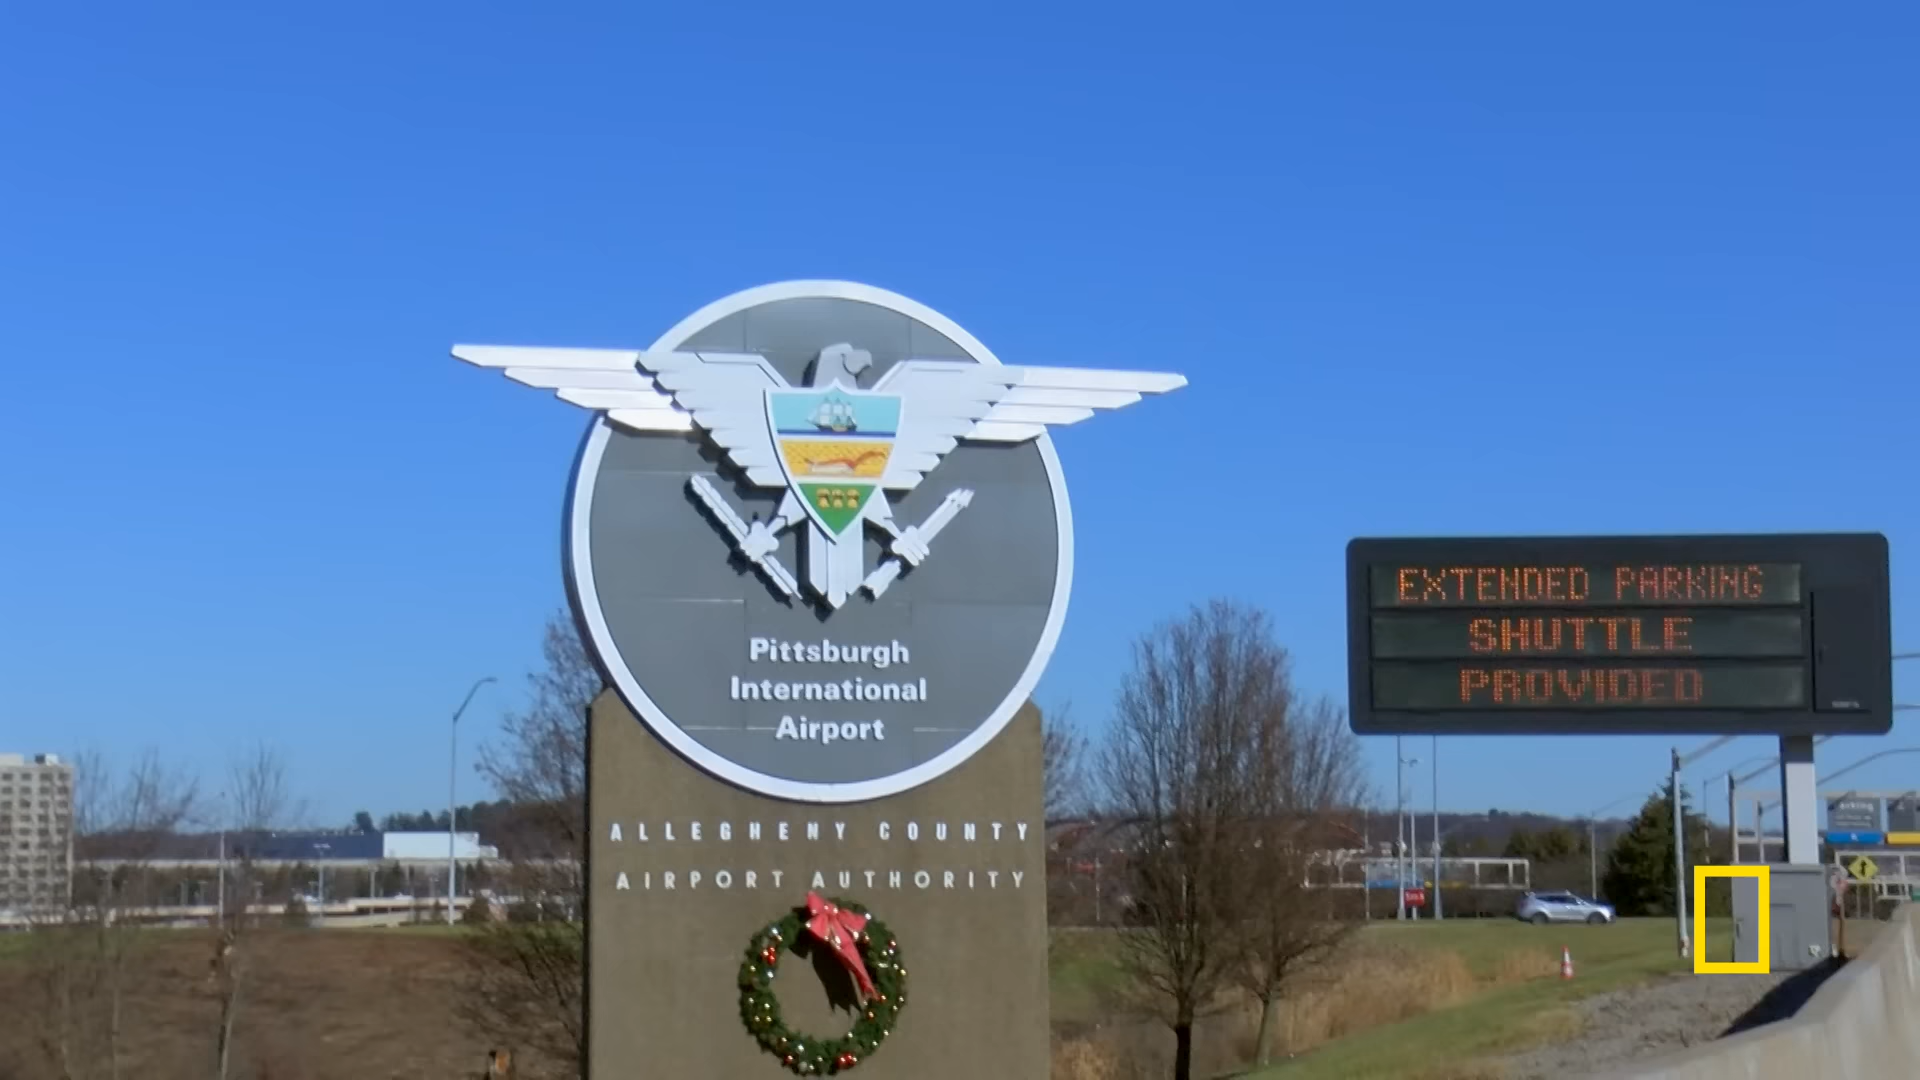 Pittsburgh
International
Airport
ALLEGHENY COUNTY
AIRPORT AUTHORITY
EXTENDED PARKING
SHUTTLE
PROVIDED